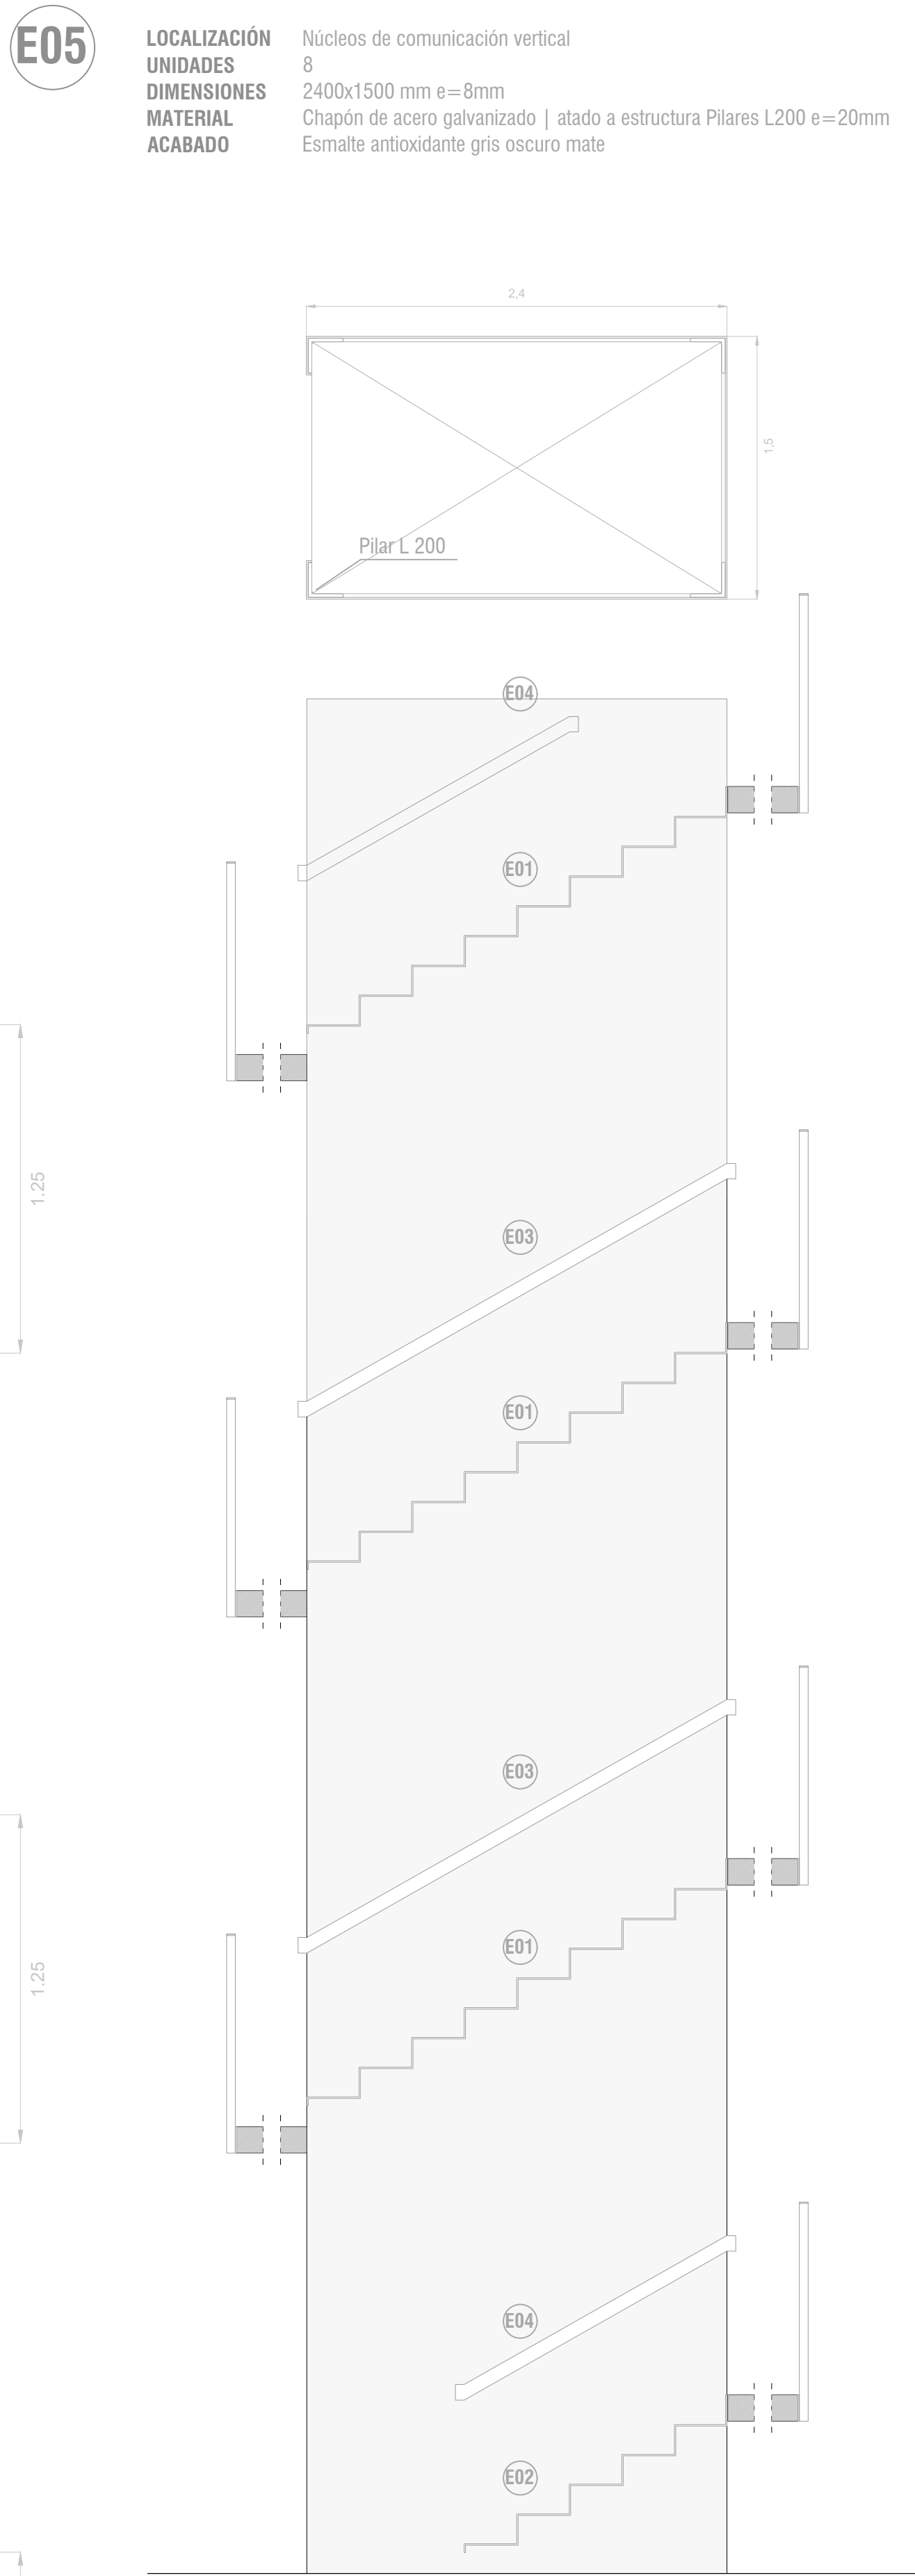 E05
LOCALIZACIÓN Núcleos de comunicación vertical
UNIDADES 8
DIMENSIONES 2400x1500 mm e=8mm
MATERIAL Chapón de acero galvanizado | atado a estructura Pilares L200 e=20mm
ACABADO Esmalte antioxidante gris oscuro mate
2,4
1,5
Pilar L 200
E04
E01
1.25
E03
E01
E03
E01
1.25
E04
E02